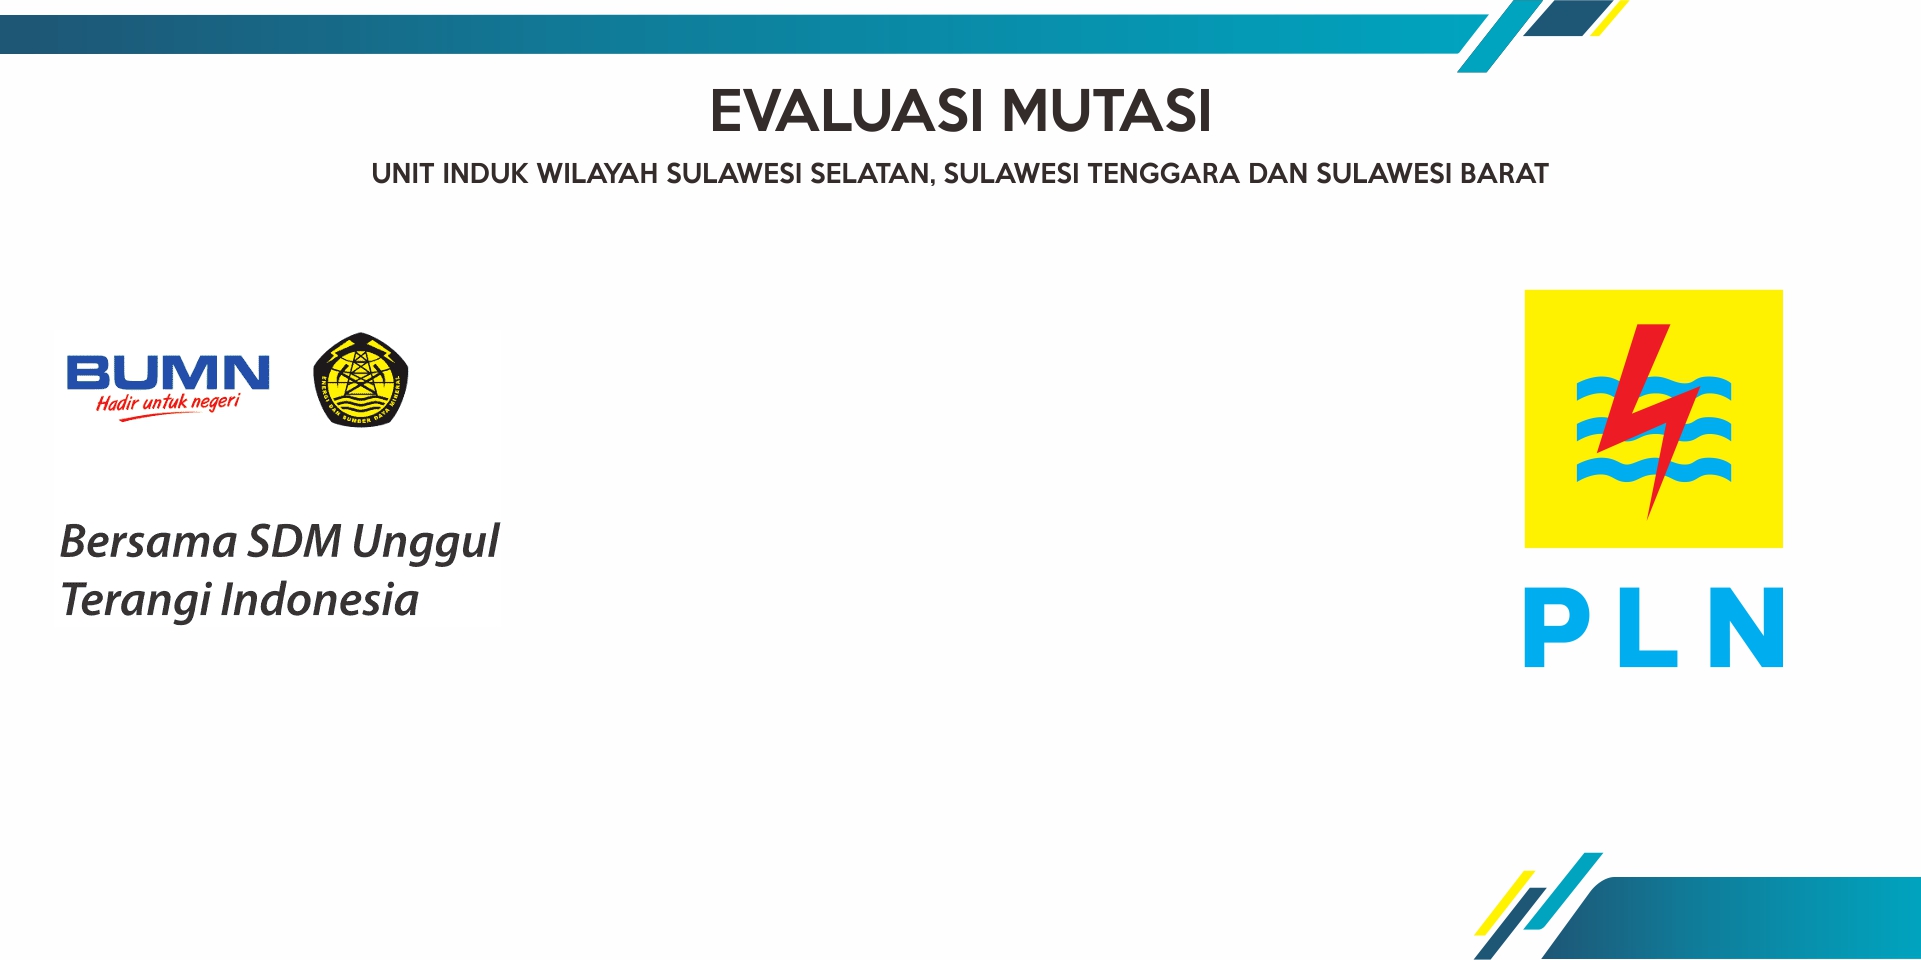 EVALUASI MUTASI
UNIT INDUK WILAYAH SULAWESI SELATAN, SULAWESI TENGGARA DAN SULAWESI BARAT
BUMN
Hadir untuk negeri
ENERGI DAN SUMBER DAYA MINERAL
Bersama SDM Unggul
Terangi Indonesia
PLN